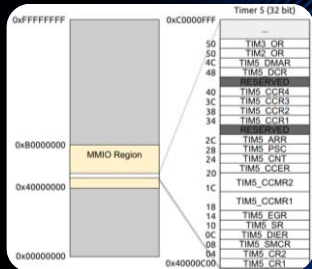 Timer 5 (32 bit)
0xFFFFFFFF
0xC0000FFF
...
50 TIM3_OR
50 TIM2_OR
4C TIM5_DMAR
48 TIM5_DCR
RESERVED
40 TIM5_CCR4
3C TIM5_CCR3
38 TIM5_CCR2
34 TIM5_CCR1
RESERVED
0xB0000000
2C TIM5_ARR
28 TIM5_PSC
MMIO Region
24 TIM5_CNT
20 TIM5_CCER
0x40000000
1C TIM5_CCMR2
18 TIM5_CCMR1
14 TIM5_EGR
10 TIM5_SR
0C TIM5_DIER
08 TIM5_SMCR
0x00000000
04 TIM5_CR2
0x40000C00 TIM5_CR1